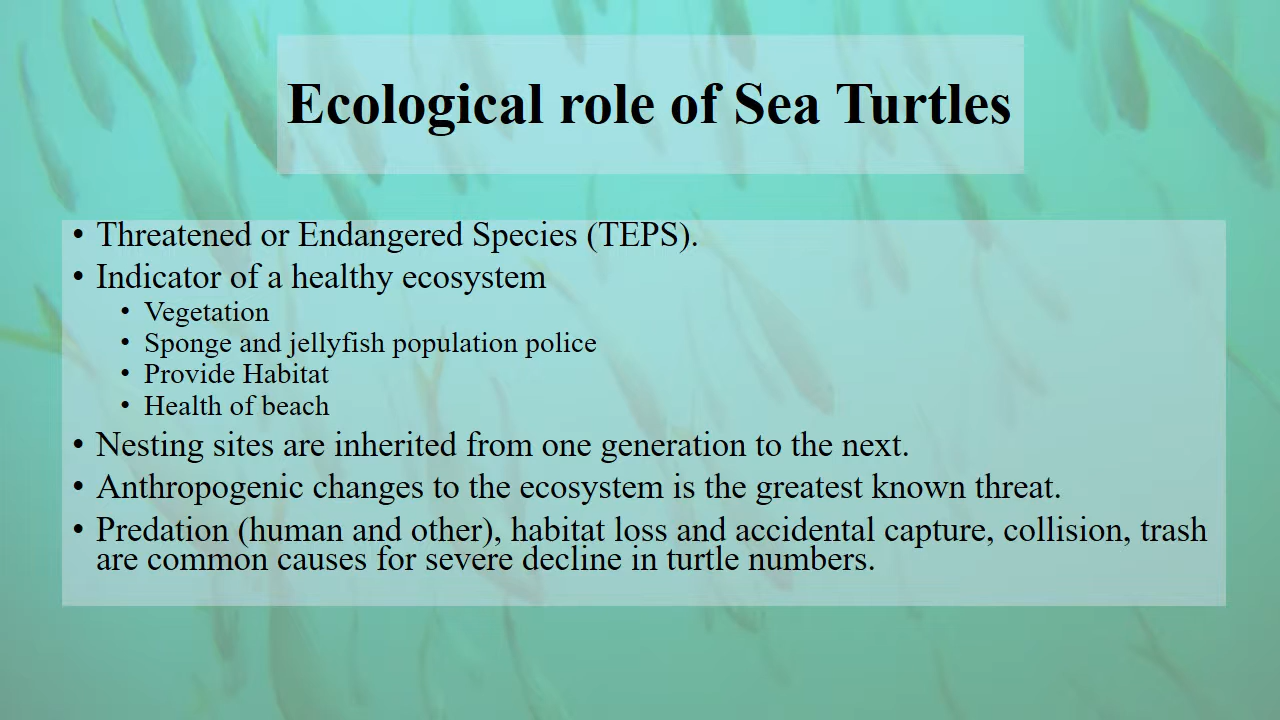 Ecological role of Sea Turtles
• Threatened or Endangered Species (TEPS).
• Indicator of a healthy ecosystem
• Vegetation
• Sponge and jellyfish population police
• Provide Habitat
• Health of beach
• Nesting sites are inherited from one generation to the next.
• Anthropogenic changes to the ecosystem is the greatest known threat.
• Predation (human and other), habitat loss and accidental capture, collision, trash
are common causes for severe decline in turtle numbers.